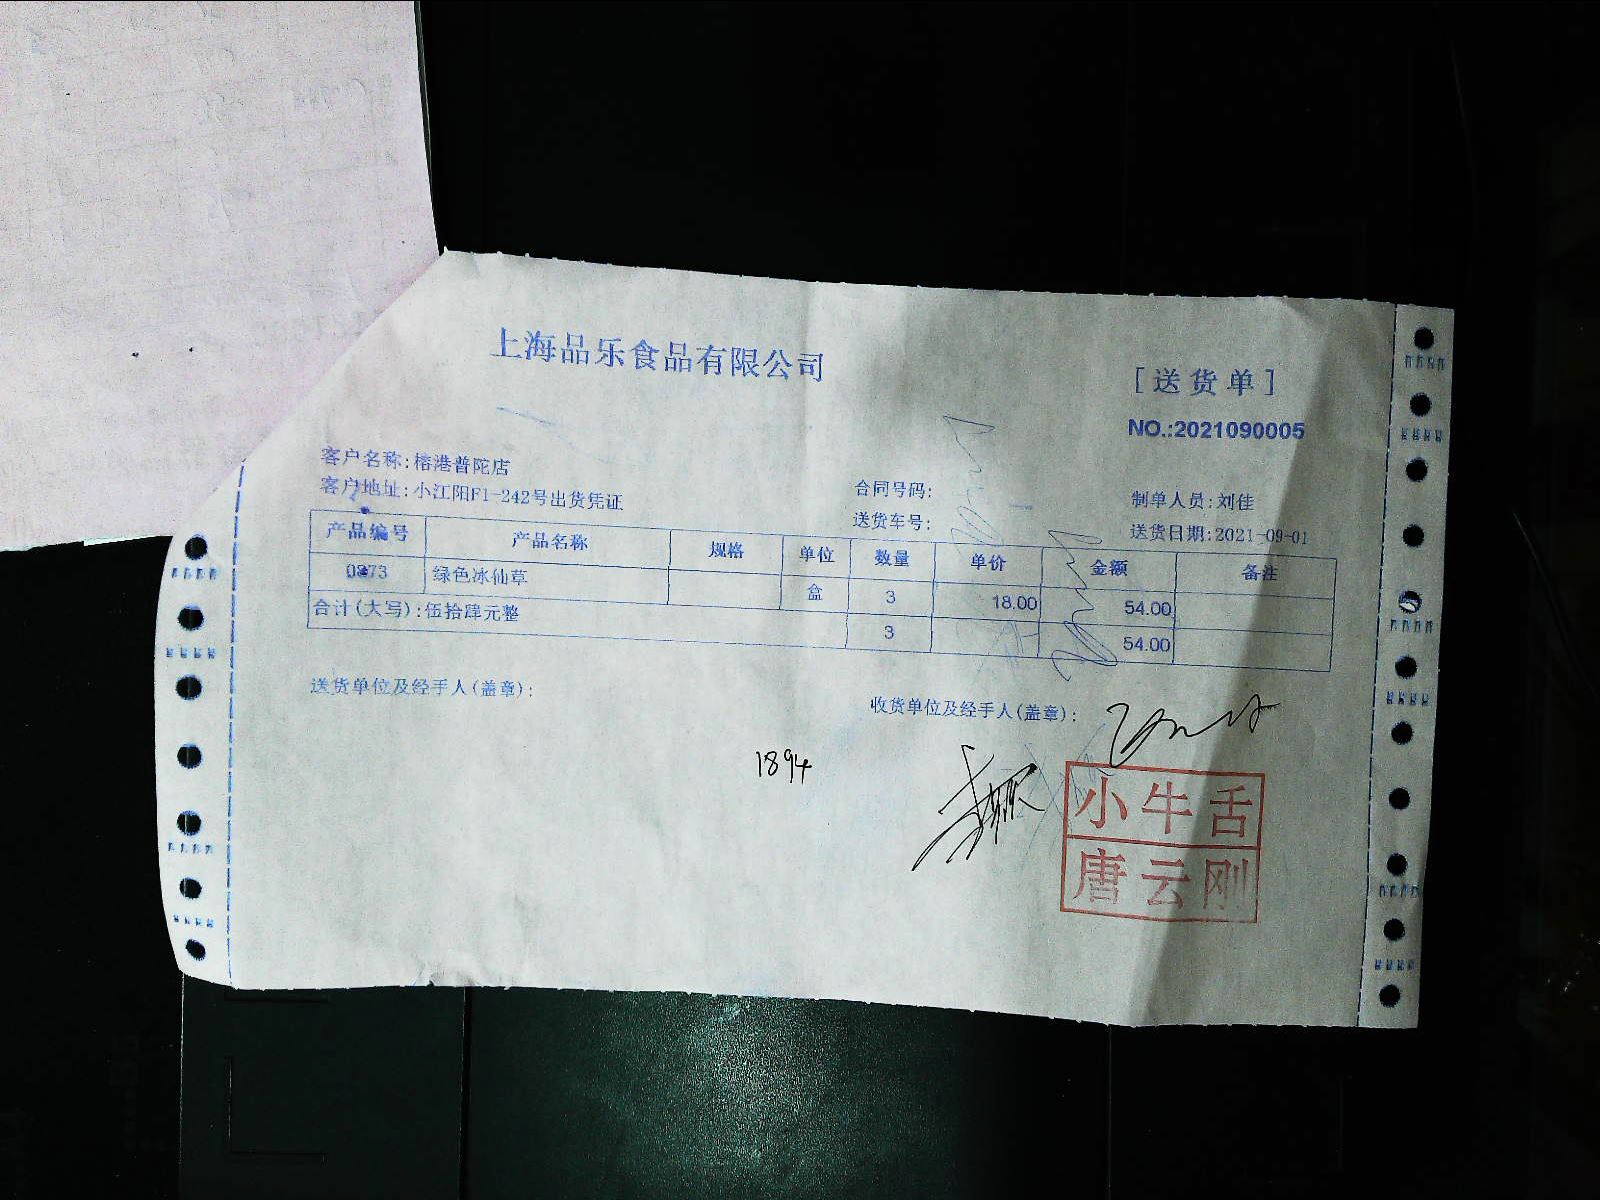 上海品乐食品有限公司
[送货单]
NO.:2021090005
客户名称:榕港普陀店
客户地址:小江阳F1-242号出货凭证
合同号码:
送货车号:
制单人员:刘佳
送货日期:2021-09-01
产品编号 产品名称 规格 单位 数量 单价 金额 备注
0373 绿色冰仙草 盒 3 18.00 54.00
合计(大写):伍拾肆元整 3 54.00
送货单位及经手人(盖章):
收货单位及经手人(盖章):
1894
小牛舌
唐云刚